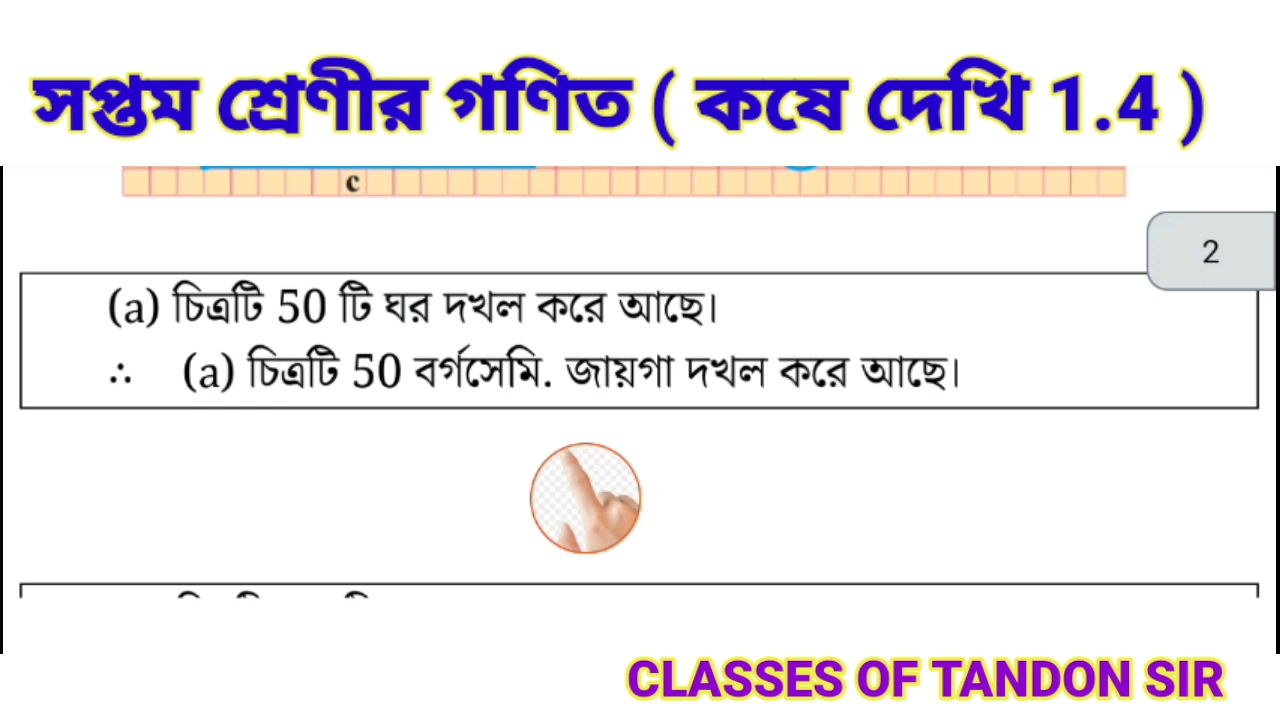 সপ্তম শ্রেণীর গণিত ( কষে দেখি 1.4 )
c
2
(a) চিত্রটি 50 টি ঘর দখল করে আছে।
∴ (a) চিত্রটি 50 বর্গসেমি. জায়গা দখল করে আছে।
CLASSES OF TANDON SIR